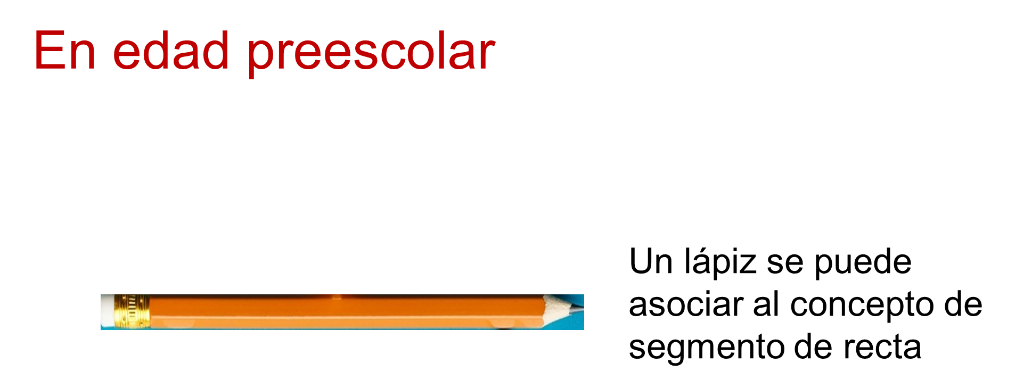 En edad preescolar
Un lápiz se puede
asociar al concepto de
segmento de recta